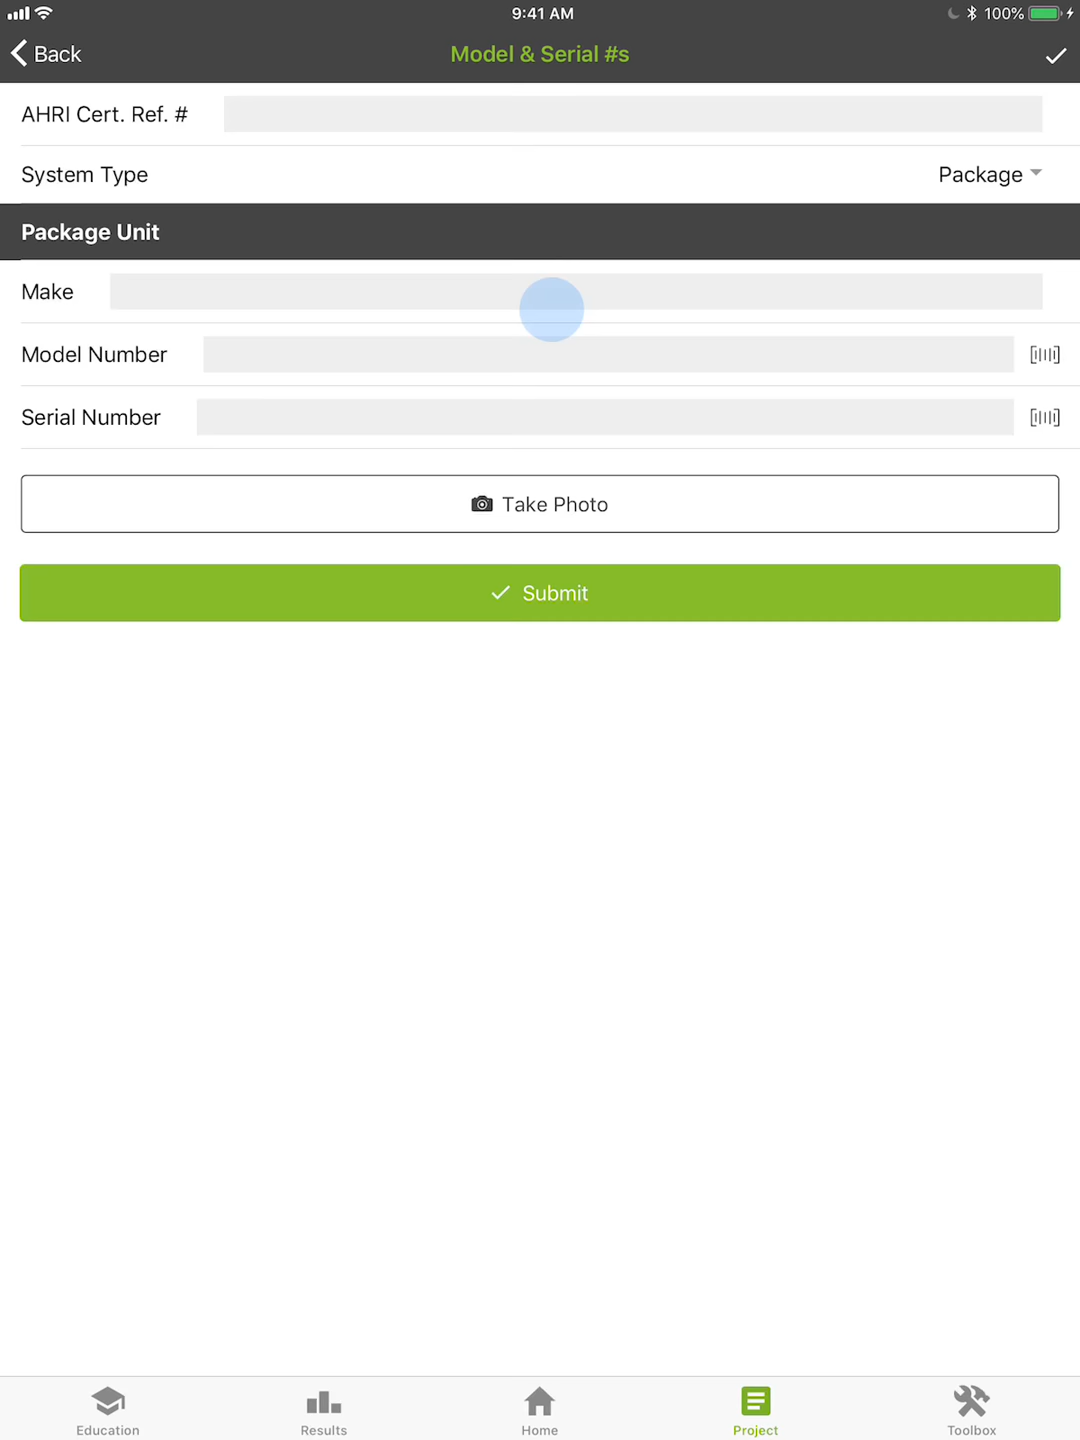 9:41 AM
100%
Back
Model & Serial #s
AHRI Cert. Ref. #
System Type
Package
Package Unit
Make
Model Number
Serial Number
Take Photo
Submit
Education
Results
Home
Project
Toolbox